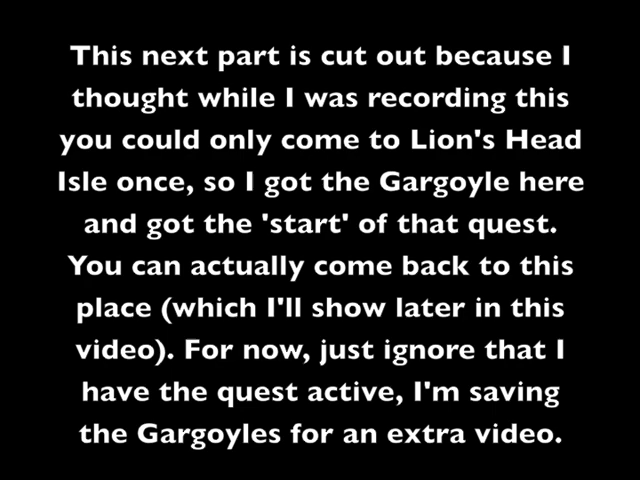 This next part is cut out because I
thought while I was recording this
you could only come to Lion's Head
Isle once, so I got the Gargoyle here
and got the 'start' of that quest.
You can actually come back to this
place (which I'll show later in this
video). For now, just ignore that I
have the quest active, I'm saving
the Gargoyles for an extra video.